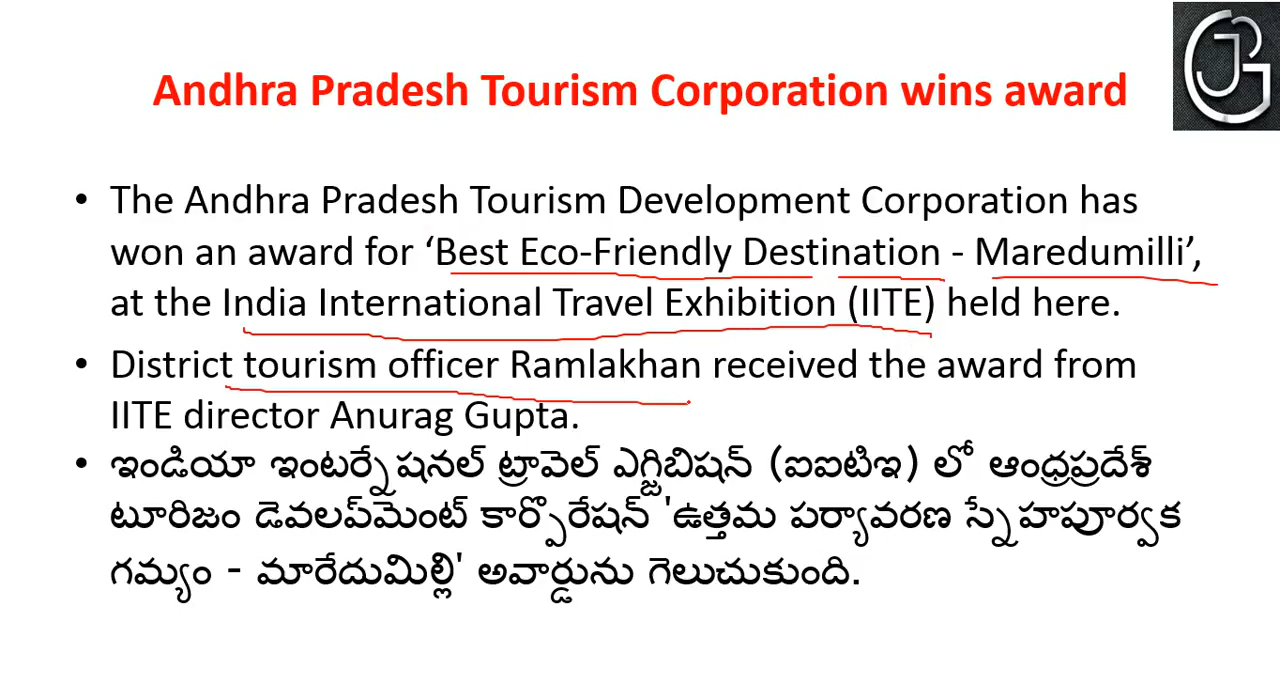 Andhra Pradesh Tourism Corporation wins award
• The Andhra Pradesh Tourism Development Corporation has
won an award for ‘Best Eco-Friendly Destination - Maredumilli’,
at the India International Travel Exhibition (IITE) held here.
• District tourism officer Ramlakhan received the award from
IITE director Anurag Gupta.
• ఇండియా ఇంటర్నేషనల్ ట్రావెల్ ఎగ్జిబిషన్ (ఐఐటిఇ) లో ఆంధ్రప్రదేశ్
టూరిజం డెవలప్‌మెంట్ కార్పొరేషన్ 'ఉత్తమ పర్యావరణ స్నేహపూర్వక
గమ్యం - మారేదుమిల్లి' అవార్డును గెలుచుకుంది.